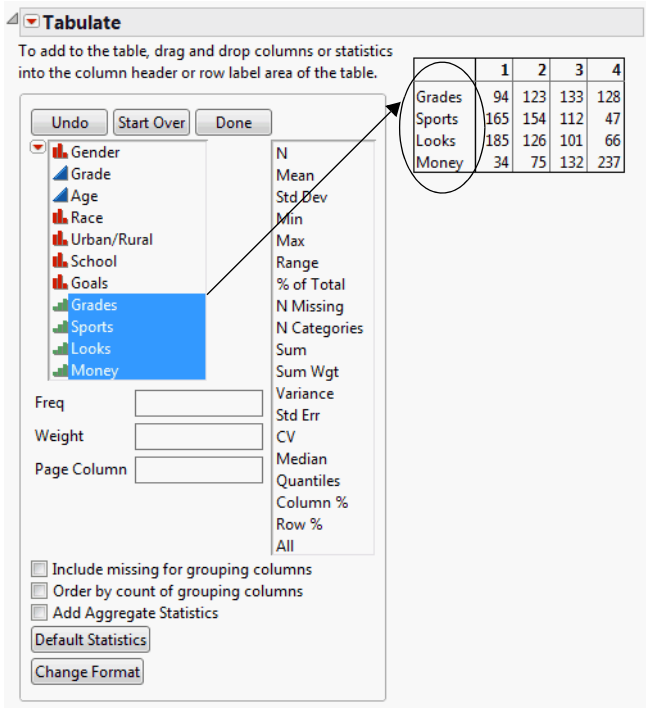 Tabulate
To add to the table, drag and drop columns or statistics
into the column header or row label area of the table.
1 2 3 4
Grades 94 123 133 128
Sports 165 154 112 47
Looks 185 126 101 66
Money 34 75 132 237
Undo Start Over Done
Gender
Grade
Age
Race
Urban/Rural
School
Goals
Grades
Sports
Looks
Money
N
Mean
Std Dev
Min
Max
Range
% of Total
N Missing
N Categories
Sum
Sum Wgt
Variance
Std Err
CV
Median
Quantiles
Column %
Row %
All
Freq
Weight
Page Column
Include missing for grouping columns
Order by count of grouping columns
Add Aggregate Statistics
Default Statistics
Change Format